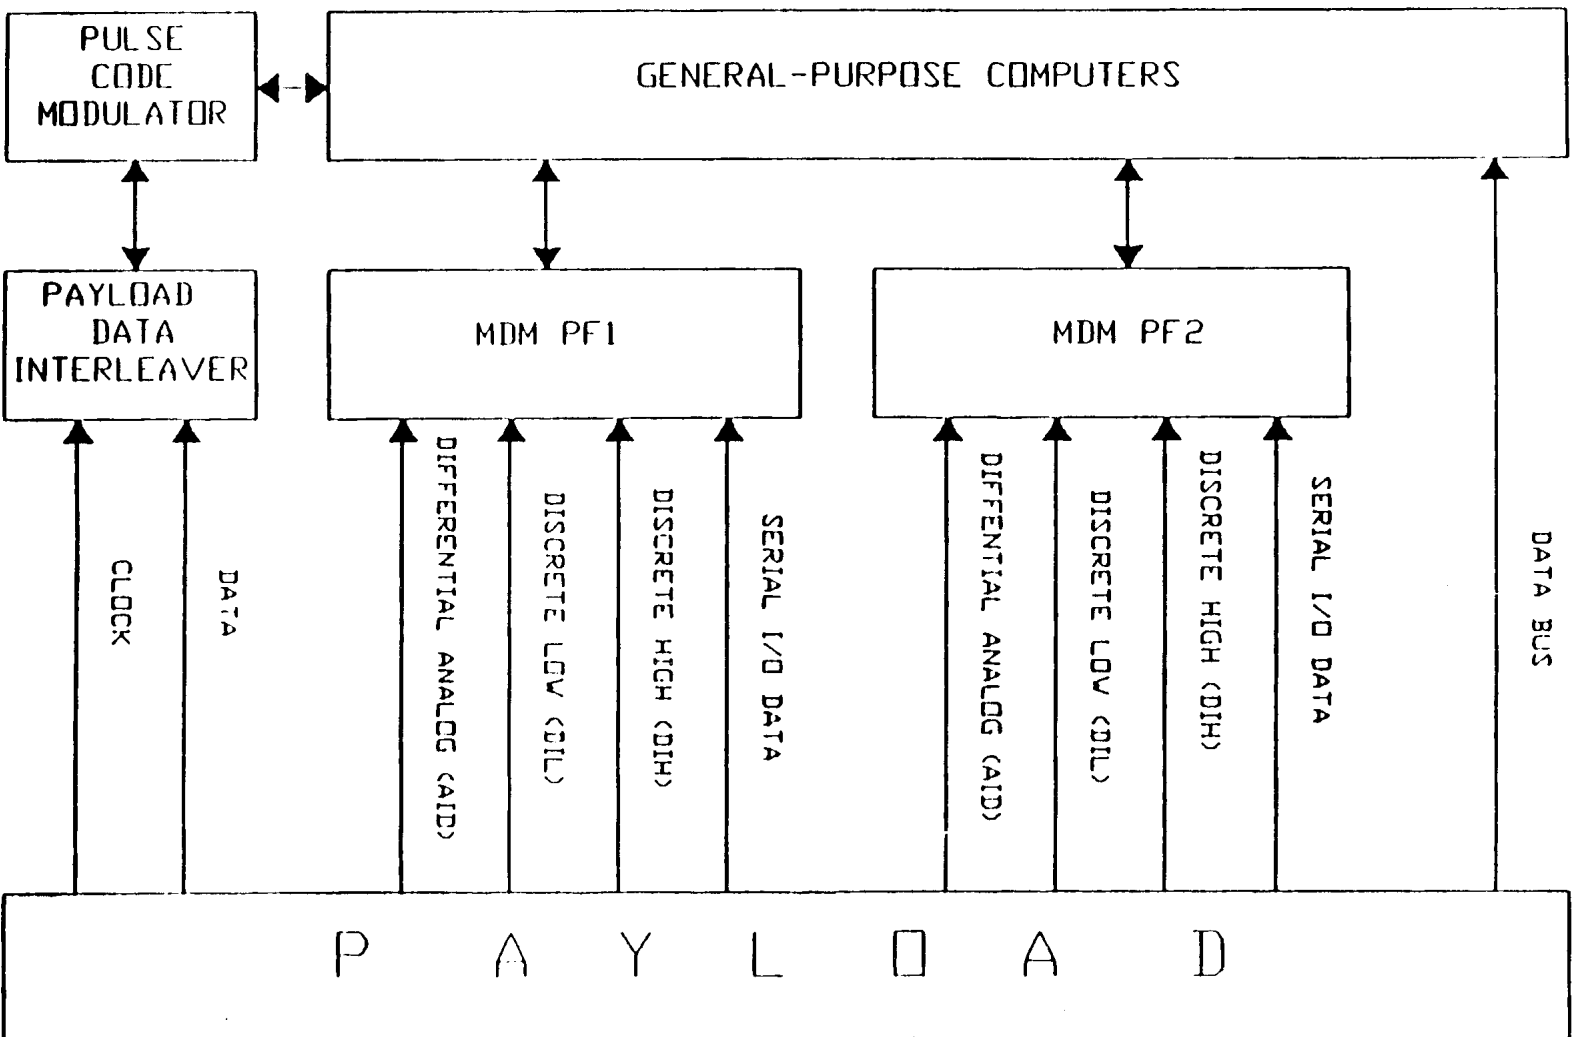 PULSE
CODE
MODULATOR
GENERAL-PURPOSE COMPUTERS
PAYLOAD
DATA
INTERLEAVER
MDM PF1
MDM PF2
CLOCK
DATA
DIFFERENTIAL ANALOG (AID)
DISCRETE LOW (DIL)
DISCRETE HIGH (DIH)
SERIAL I/O DATA
DIFFENTIAL ANALOG (AID)
DISCRETE LOW (DIL)
DISCRETE HIGH (DIH)
SERIAL I/O DATA
DATA BUS
PAYLOAD